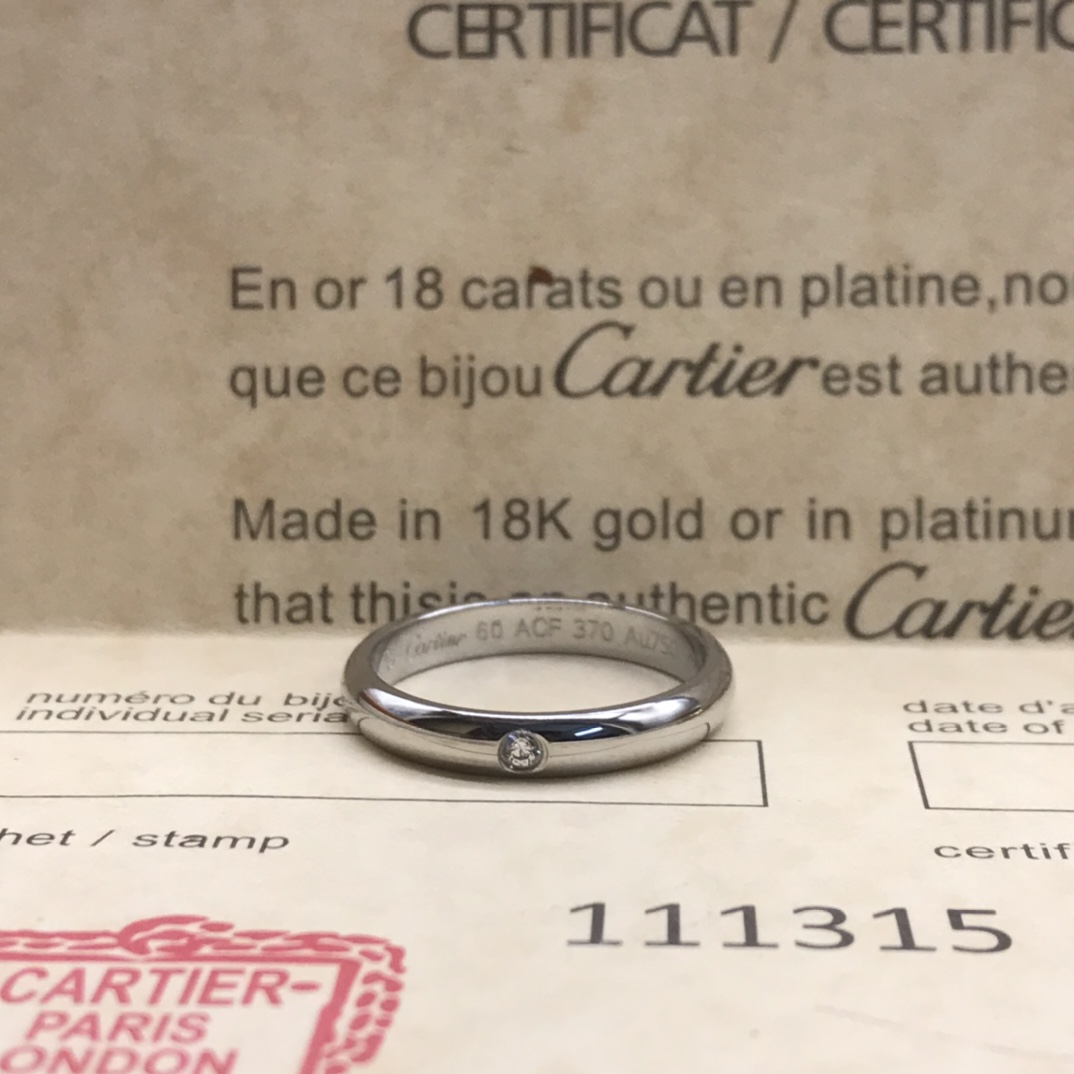 CERTIFICAT / CERTIFIC
En or 18 carats ou en platine,no
que ce bijou Cartier est authe
Made in 18K gold or in platinu
that thisis an authentic Cartie
Cartier 60 ACF 370 AU75
numéro du bij
individual seria
date d'a
date of
het / stamp
certif
111315
CARTIER-
PARIS
ONDON